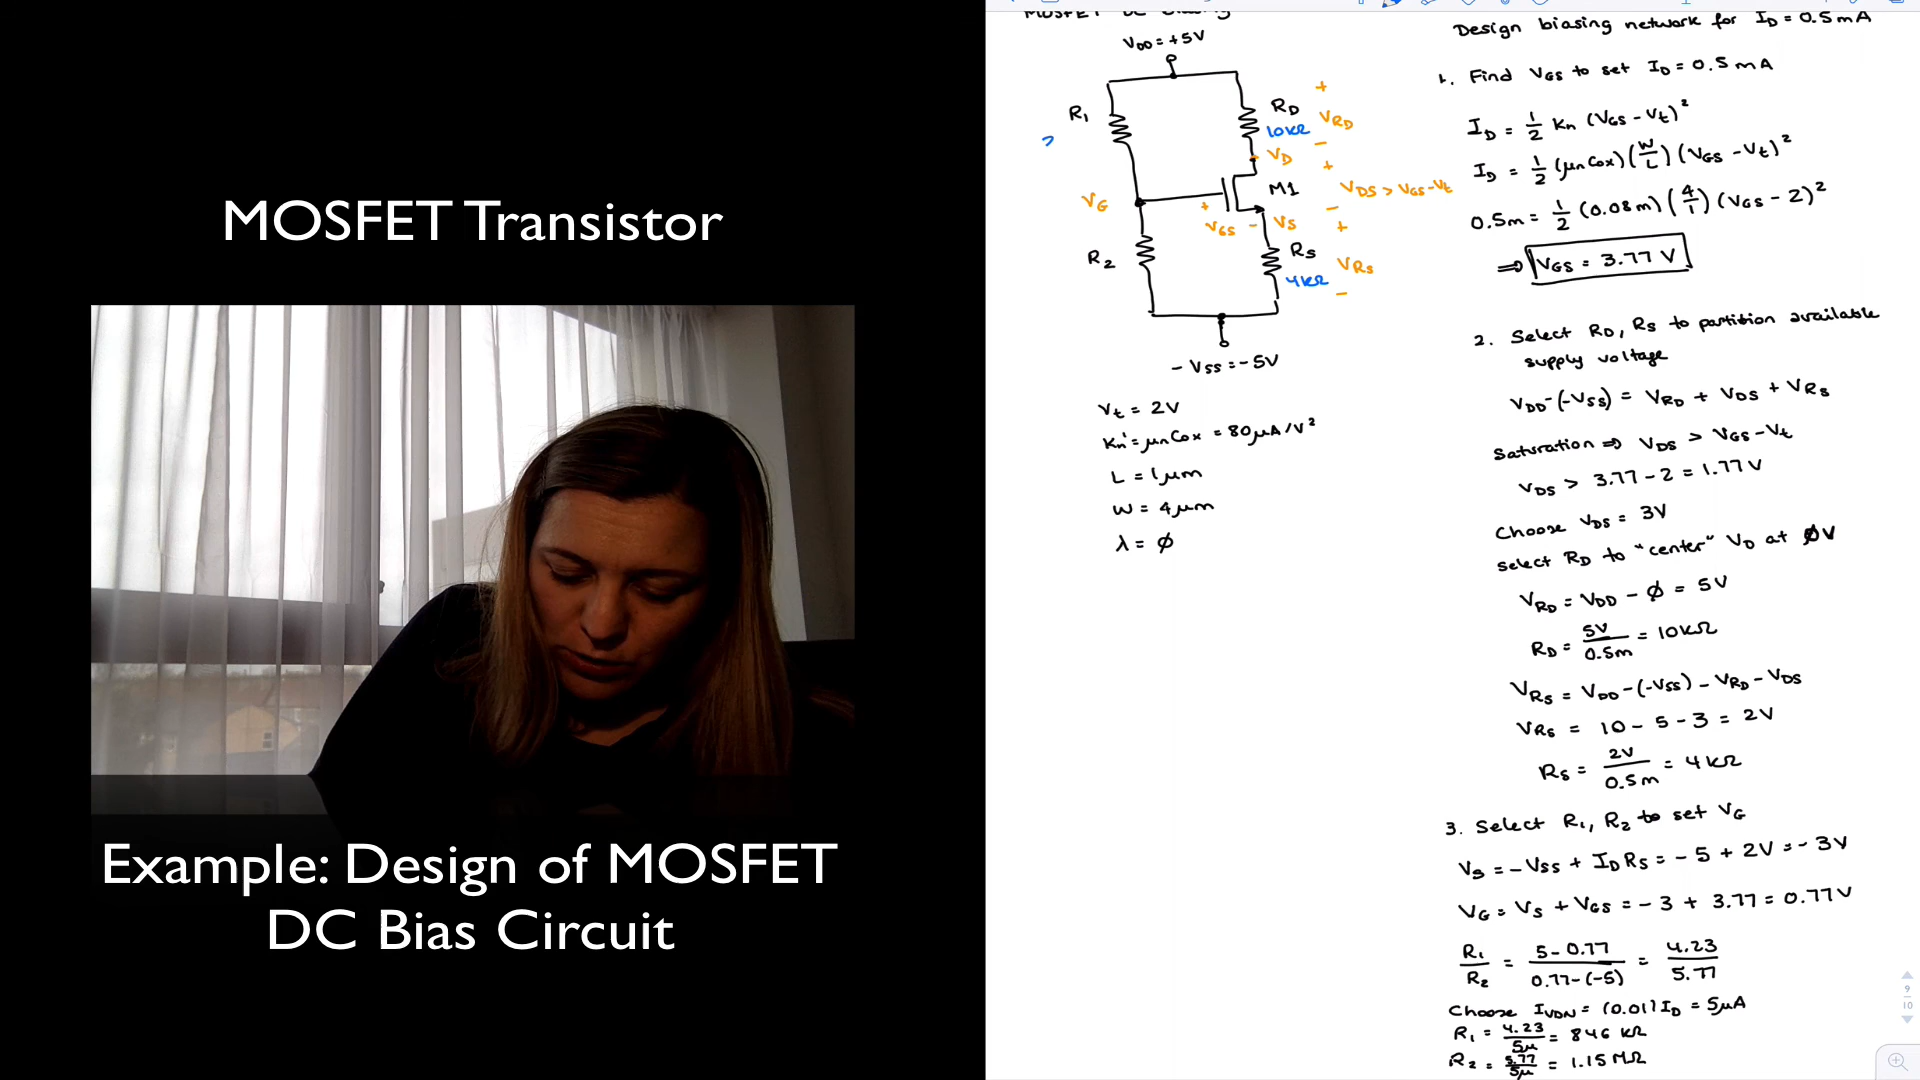 MOSFET Transistor
Example: Design of MOSFET
DC Bias Circuit
MOSFET DC Biasing
VDD = +5V
R1
RD
10kΩ
+
VRD
-
VD
+
VG
M1
VDS > VGS-Vt
+
VGS -
VS
-
+
R2
RS
4kΩ
VRS
-
-VSS = -5V
Vt = 2V
Kn' = μnCox = 80μA/V²
L = 1μm
W = 4μm
λ = ϕ
Design biasing network for ID = 0.5mA
1. Find VGS to set ID = 0.5mA
ID = 1/2 Kn (VGS - Vt)²
ID = 1/2 (μnCox) (W/L) (VGS - Vt)²
0.5m = 1/2 (0.08m) (4/1) (VGS - 2)²
⇒ VGS = 3.77 V
2. Select RD, RS to partition available
supply voltage
VDD-(-VSS) = VRD + VDS + VRS
Saturation ⇒ VDS > VGS-Vt
VDS > 3.77 - 2 = 1.77V
Choose VDS = 3V
Select RD to "center" VD at ϕV
VRD = VDD - ϕ = 5V
RD = 5V/0.5m = 10kΩ
VRS = VDD-(-VSS) - VRD - VDS
VRS = 10 - 5 - 3 = 2V
RS = 2V/0.5m = 4kΩ
3. Select R1, R2 to set VG
VS = -VSS + IDRS = -5 + 2V = -3V
VG = VS + VGS = -3 + 3.77 = 0.77V
R1/R2 = 5-0.77/0.77-(-5) = 4.23/5.77
Choose IVDN = (0.01)ID = 5μA
R1 = 4.23/5μ = 846 kΩ
R2 = 5.77/5μ = 1.15MΩ
9
10